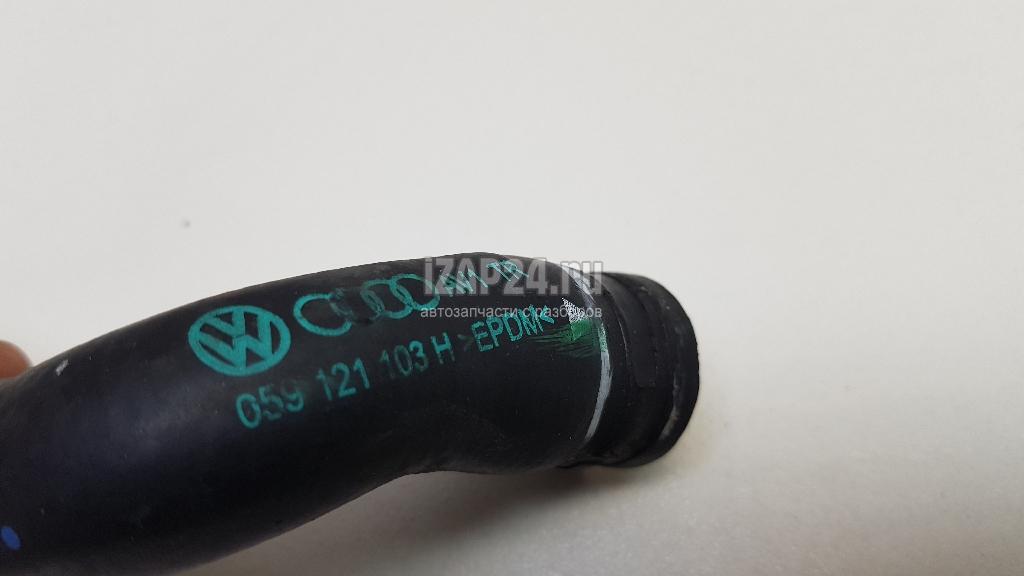 iZAP24.ru
автозапчасти с разборов
059 121 103 H >EPDM<